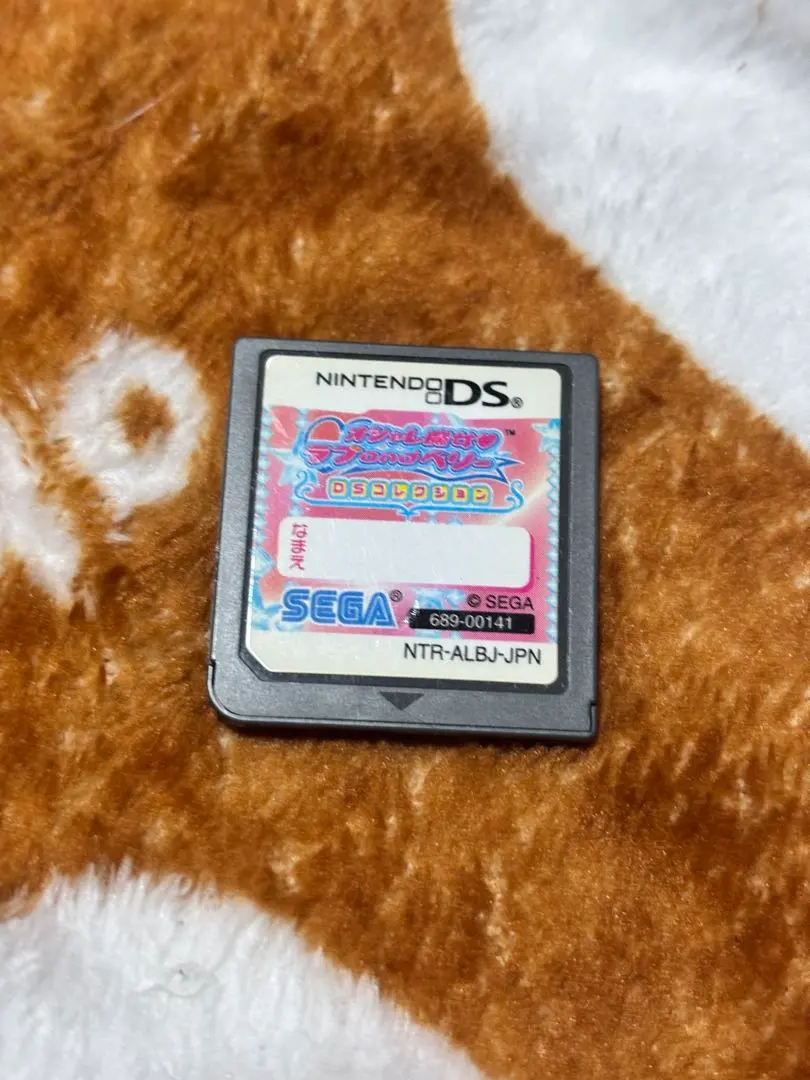 NINTENDO DS®
オシャレ魔女♥™
ラブandベリー
DSコレクション
なまえ
SEGA®
© SEGA
689-00141
NTR-ALBJ-JPN